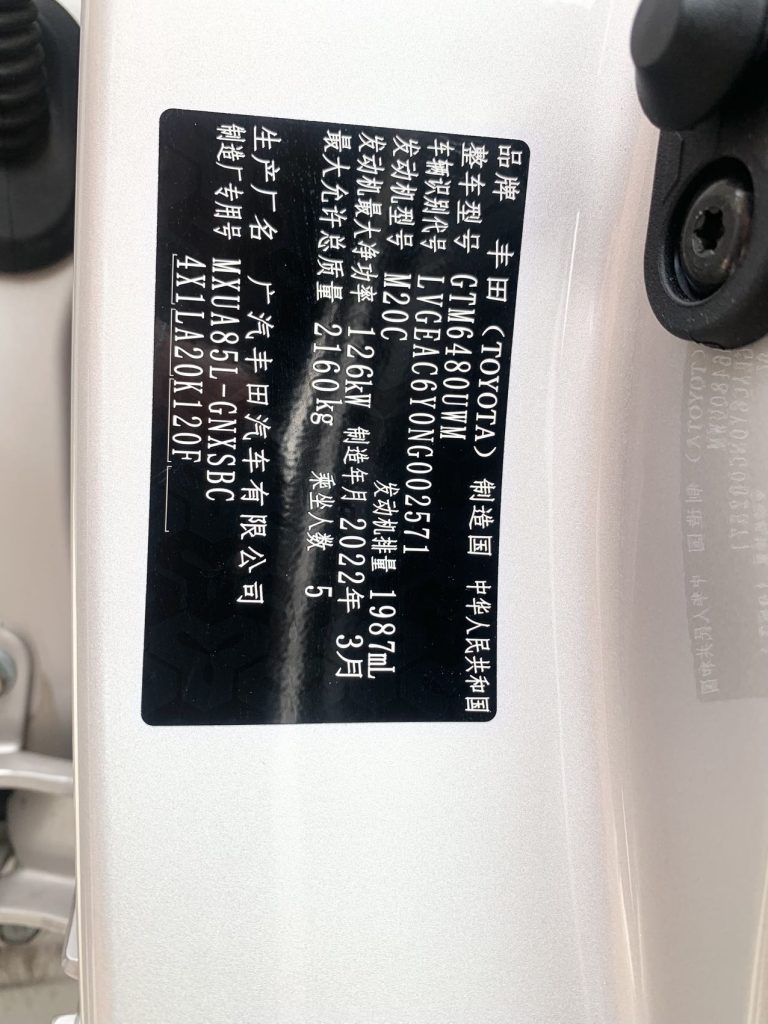 品牌 丰田（TOYOTA） 制造国 中华人民共和国
整车型号 GTM6480UWM
车辆识别代号 LVGEAC6Y0NG002571
发动机型号 M20C 发动机排量 1987mL
发动机最大净功率 126kW 制造年月 2022年 3月
最大允许总质量 2160kg 乘坐人数 5
生产厂名 广汽丰田汽车有限公司
制造厂专用号 MXUA85L-GNXSBC
4X1LA20K120F